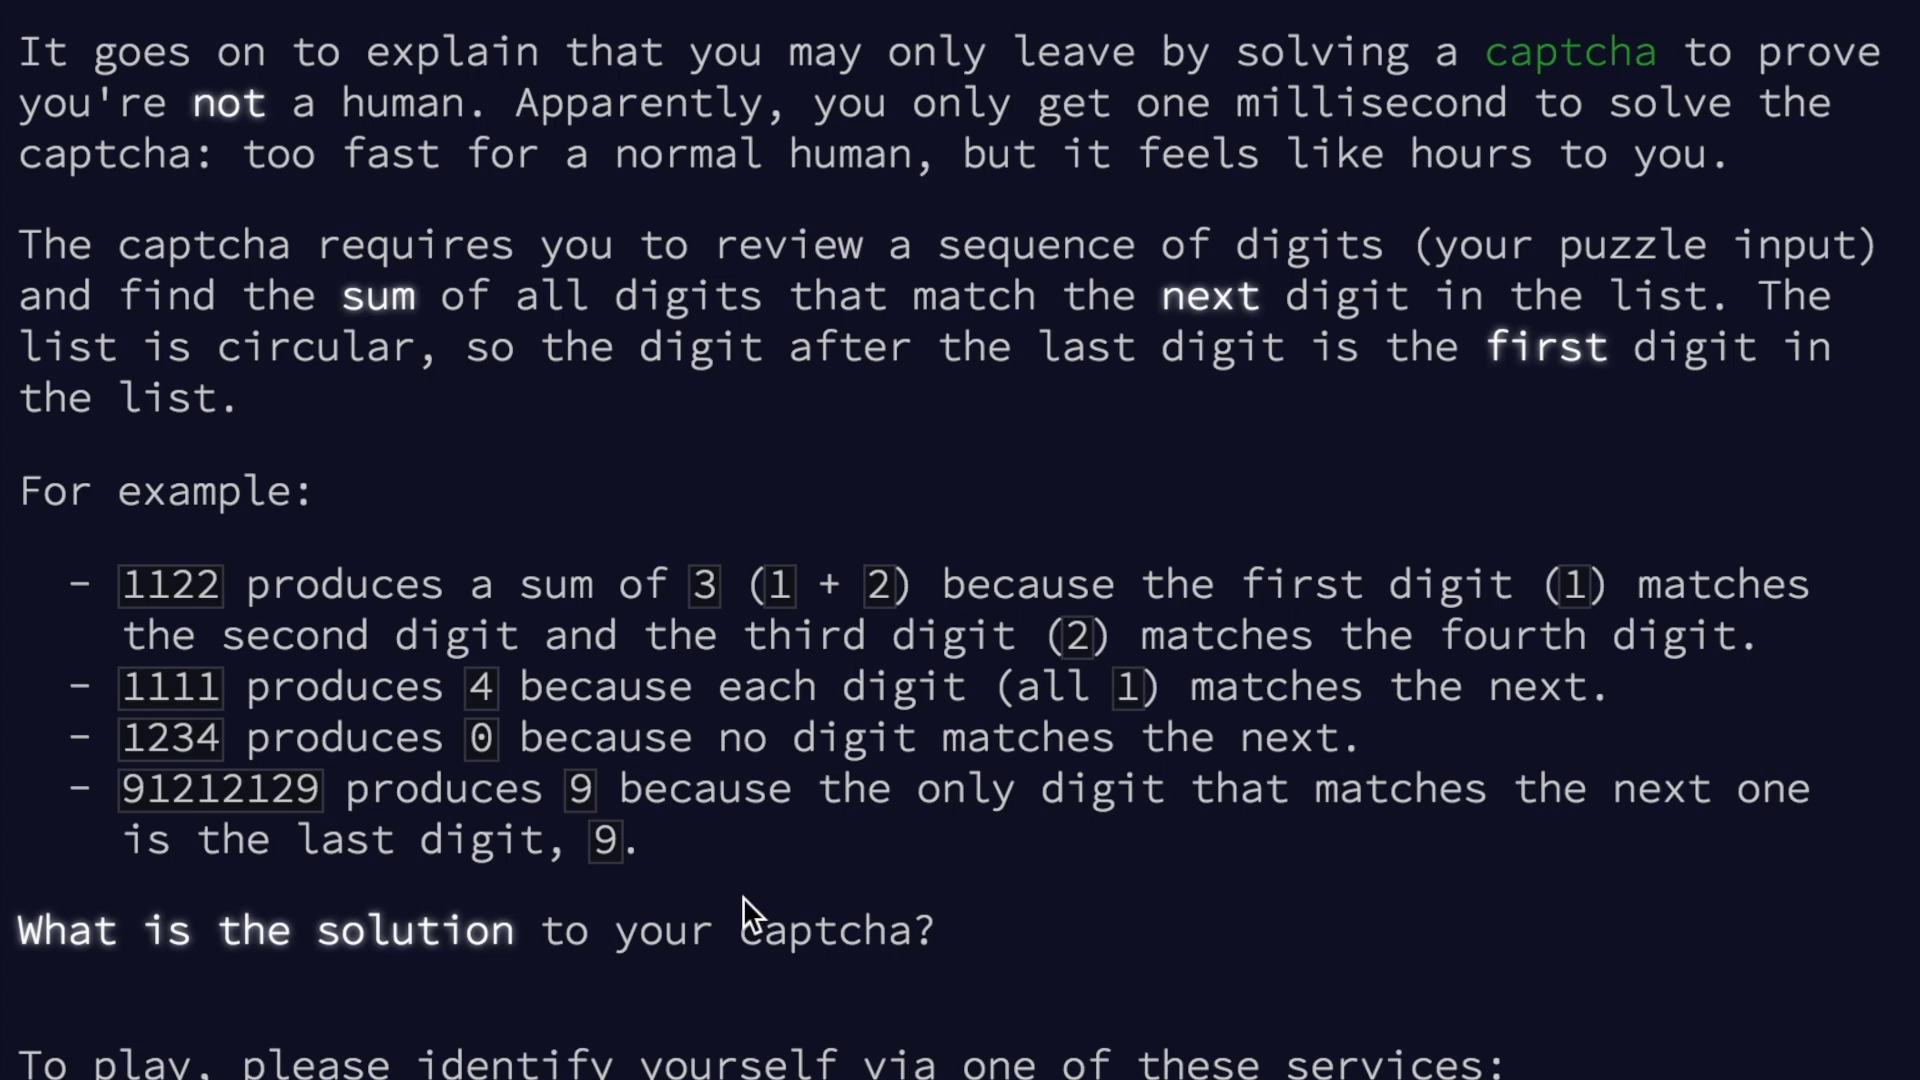 It goes on to explain that you may only leave by solving a captcha to prove
you're not a human. Apparently, you only get one millisecond to solve the
captcha: too fast for a normal human, but it feels like hours to you.
The captcha requires you to review a sequence of digits (your puzzle input)
and find the sum of all digits that match the next digit in the list. The
list is circular, so the digit after the last digit is the first digit in
the list.
For example:
- 1122 produces a sum of 3 (1 + 2) because the first digit (1) matches
the second digit and the third digit (2) matches the fourth digit.
- 1111 produces 4 because each digit (all 1) matches the next.
- 1234 produces 0 because no digit matches the next.
- 91212129 produces 9 because the only digit that matches the next one
is the last digit, 9.
What is the solution to your captcha?
To play, please identify yourself via one of these services: